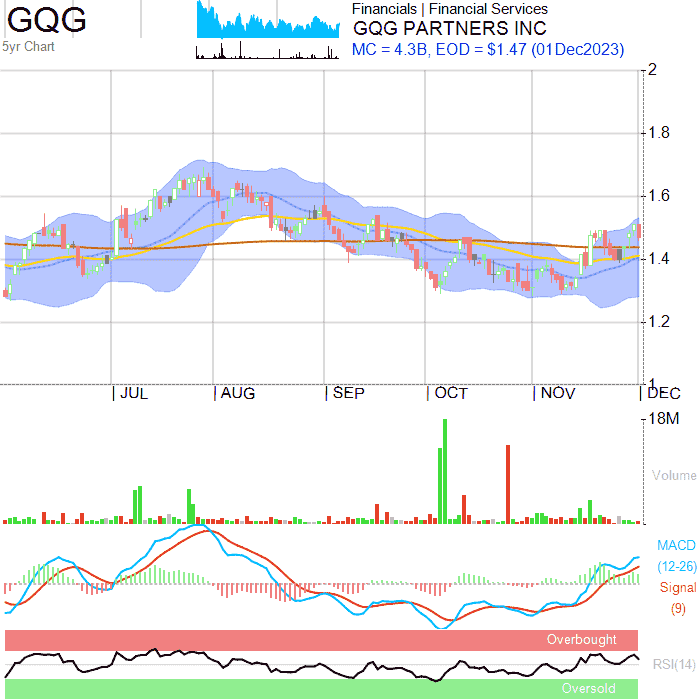 GQG
5yr Chart
Financials | Financial Services
GQG PARTNERS INC
MC = 4.3B, EOD = $1.47 (01Dec2023)
2
1.8
1.6
1.4
1.2
1
JUL AUG SEP OCT NOV DEC
18M
Volume
MACD
(12-26)
Signal
(9)
Overbought
RSI(14)
Oversold